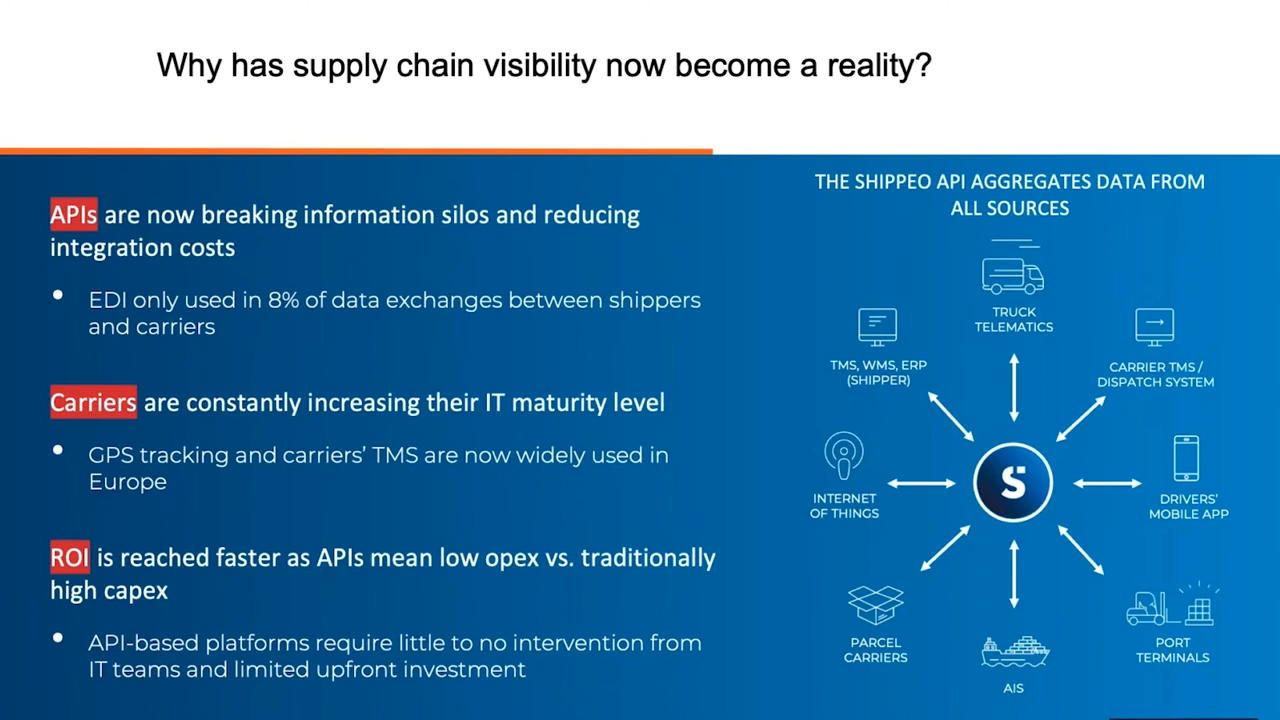 Why has supply chain visibility now become a reality?
APIs are now breaking information silos and reducing
integration costs
• EDI only used in 8% of data exchanges between shippers
and carriers
Carriers are constantly increasing their IT maturity level
• GPS tracking and carriers’ TMS are now widely used in
Europe
ROI is reached faster as APIs mean low opex vs. traditionally
high capex
• API-based platforms require little to no intervention from
IT teams and limited upfront investment
THE SHIPPEO API AGGREGATES DATA FROM
ALL SOURCES
TRUCK
TELEMATICS
TMS, WMS, ERP
(SHIPPER)
CARRIER TMS /
DISPATCH SYSTEM
INTERNET
OF THINGS
S
DRIVERS’
MOBILE APP
PARCEL
CARRIERS
AIS
PORT
TERMINALS